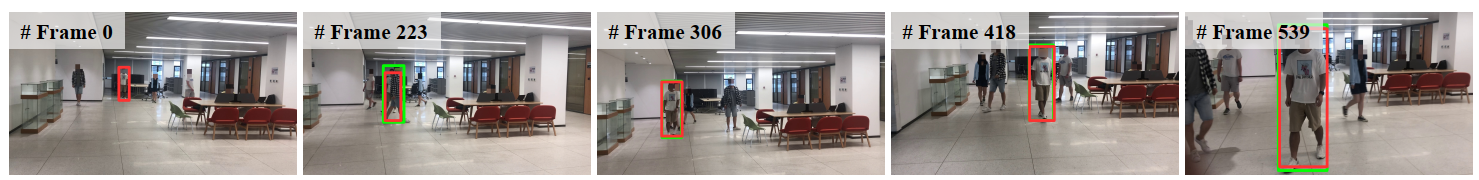 # Frame 0
# Frame 223
# Frame 306
# Frame 418
# Frame 539